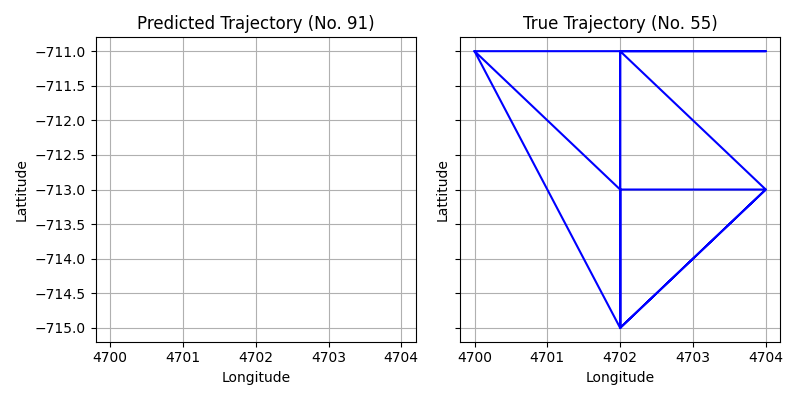 Predicted Trajectory (No. 91)
True Trajectory (No. 55)
Lattitude
−711.0
−711.5
−712.0
−712.5
−713.0
−713.5
−714.0
−714.5
−715.0
4700 4701 4702 4703 4704
Longitude
Lattitude
4700 4701 4702 4703 4704
Longitude